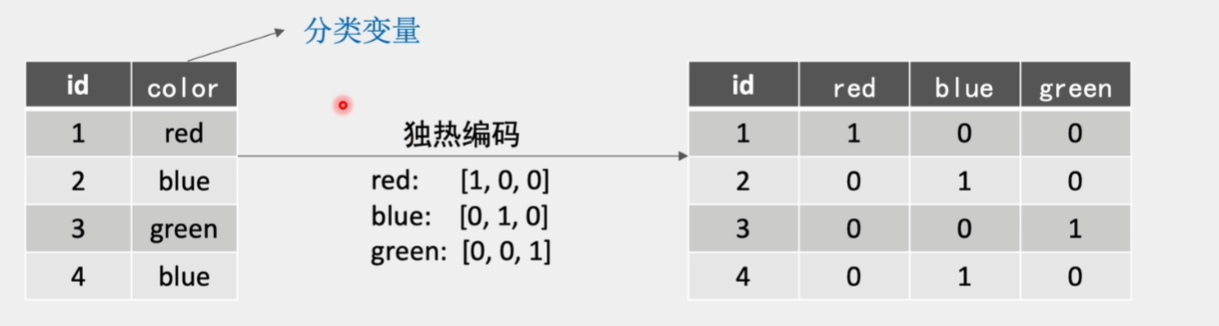 分类变量
id color
1 red
2 blue
3 green
4 blue
独热编码
red: [1, 0, 0]
blue: [0, 1, 0]
green: [0, 0, 1]
id red blue green
1 1 0 0
2 0 1 0
3 0 0 1
4 0 1 0